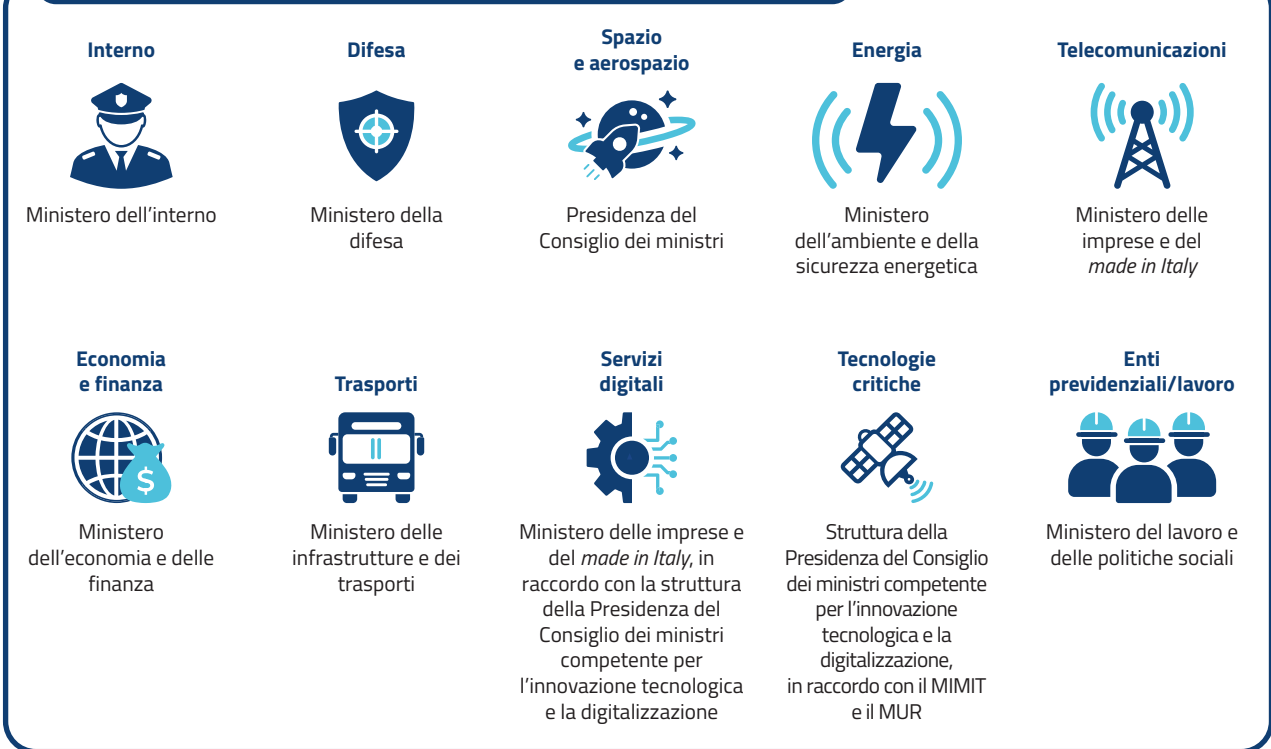 Interno
Ministero dell'interno
Difesa
Ministero della
difesa
Spazio
e aerospazio
Presidenza del
Consiglio dei ministri
Energia
Ministero
dell'ambiente e della
sicurezza energetica
Telecomunicazioni
Ministero delle
imprese e del
made in Italy
Economia
e finanza
$
Ministero
dell'economia e delle
finanza
Trasporti
Ministero delle
infrastrutture e dei
trasporti
Servizi
digitali
Ministero delle imprese e
del made in Italy, in
raccordo con la struttura
della Presidenza del
Consiglio dei ministri
competente per
l'innovazione tecnologica
e la digitalizzazione
Tecnologie
critiche
Struttura della
Presidenza del Consiglio
dei ministri competente
per l'innovazione
tecnologica e la
digitalizzazione,
in raccordo con il MIMIT
e il MUR
Enti
previdenziali/lavoro
Ministero del lavoro e
delle politiche sociali